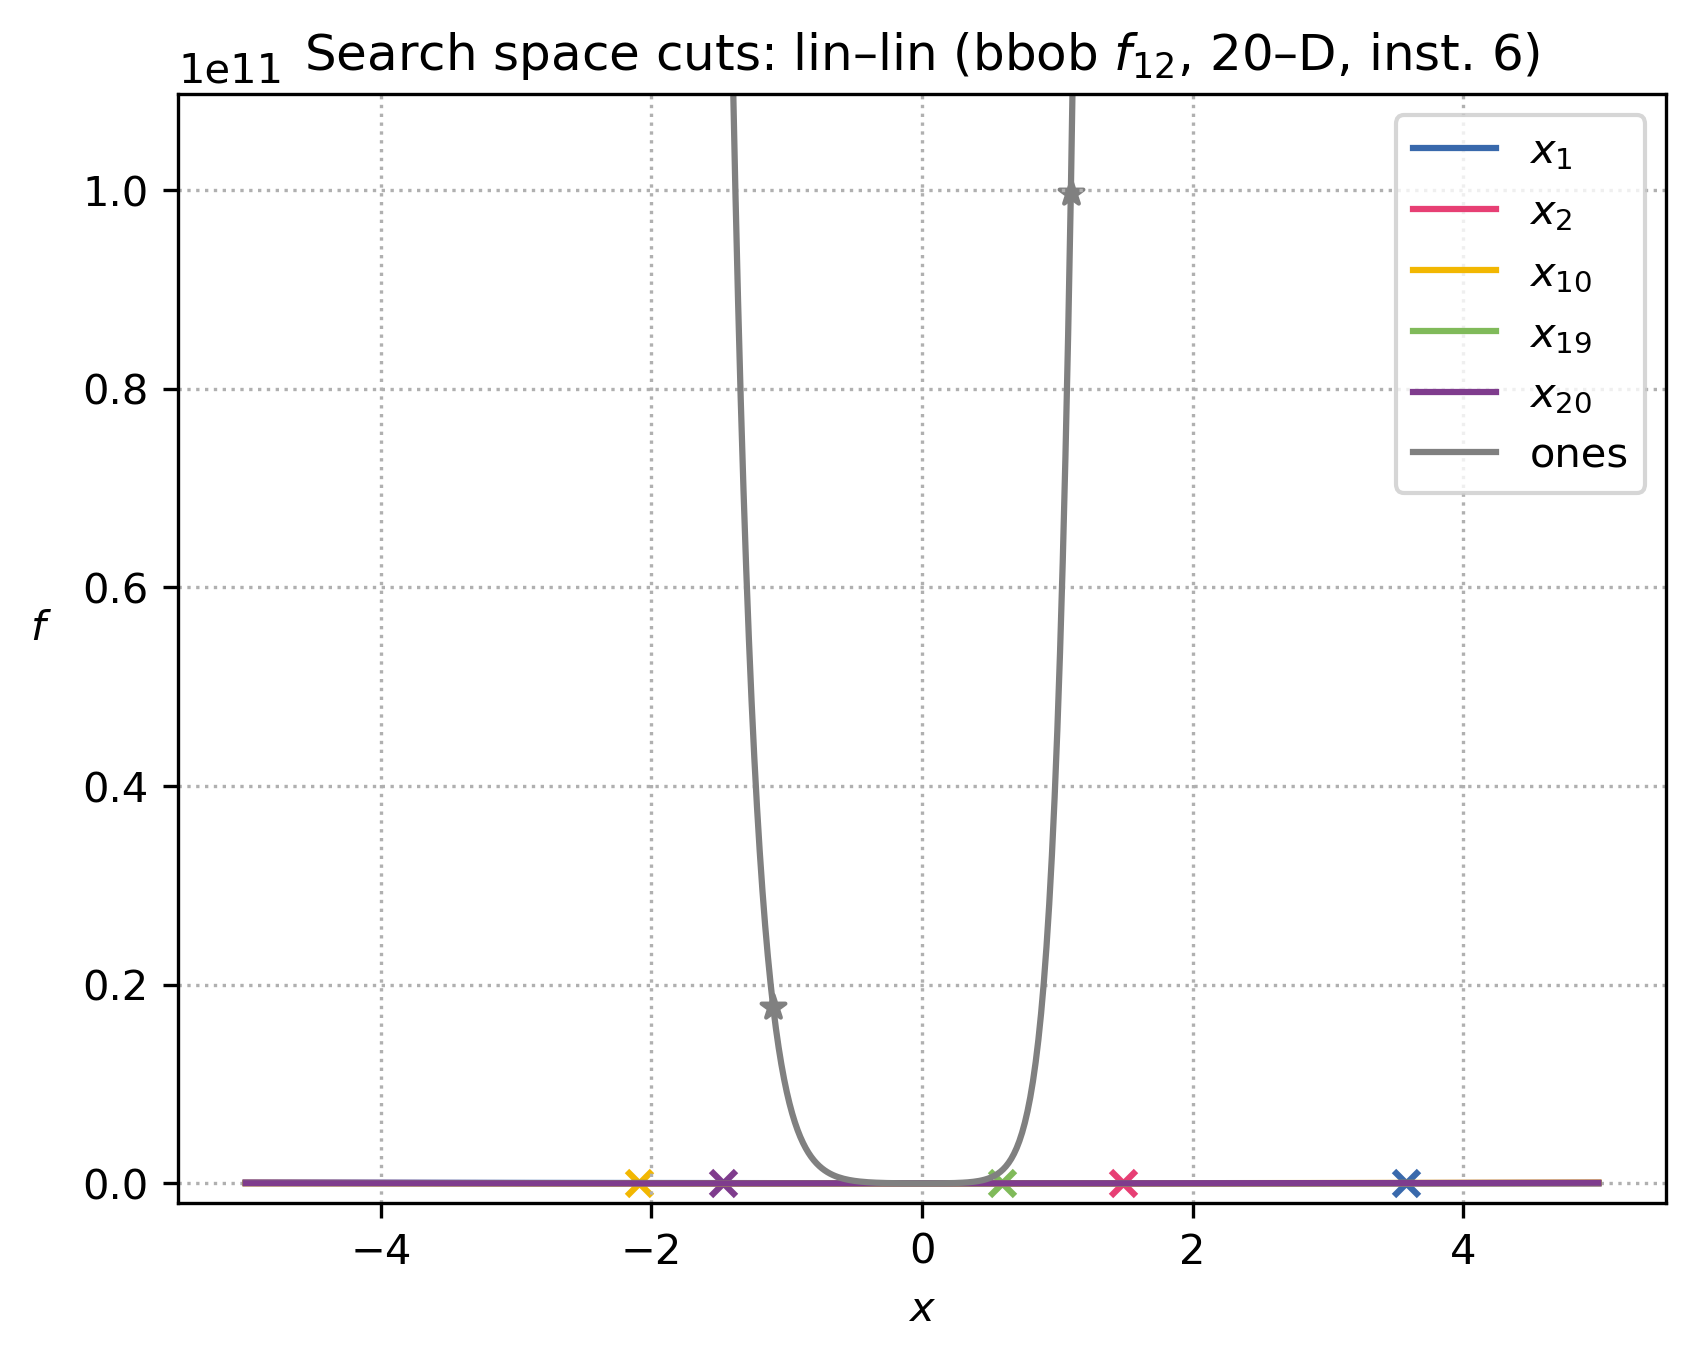 Search space cuts: lin–lin (bbob f₁₂, 20–D, inst. 6)
1e11
1.0
0.8
0.6
0.4
0.2
0.0
f
−4
−2
0
2
4
x
x₁
x₂
x₁₀
x₁₉
x₂₀
ones